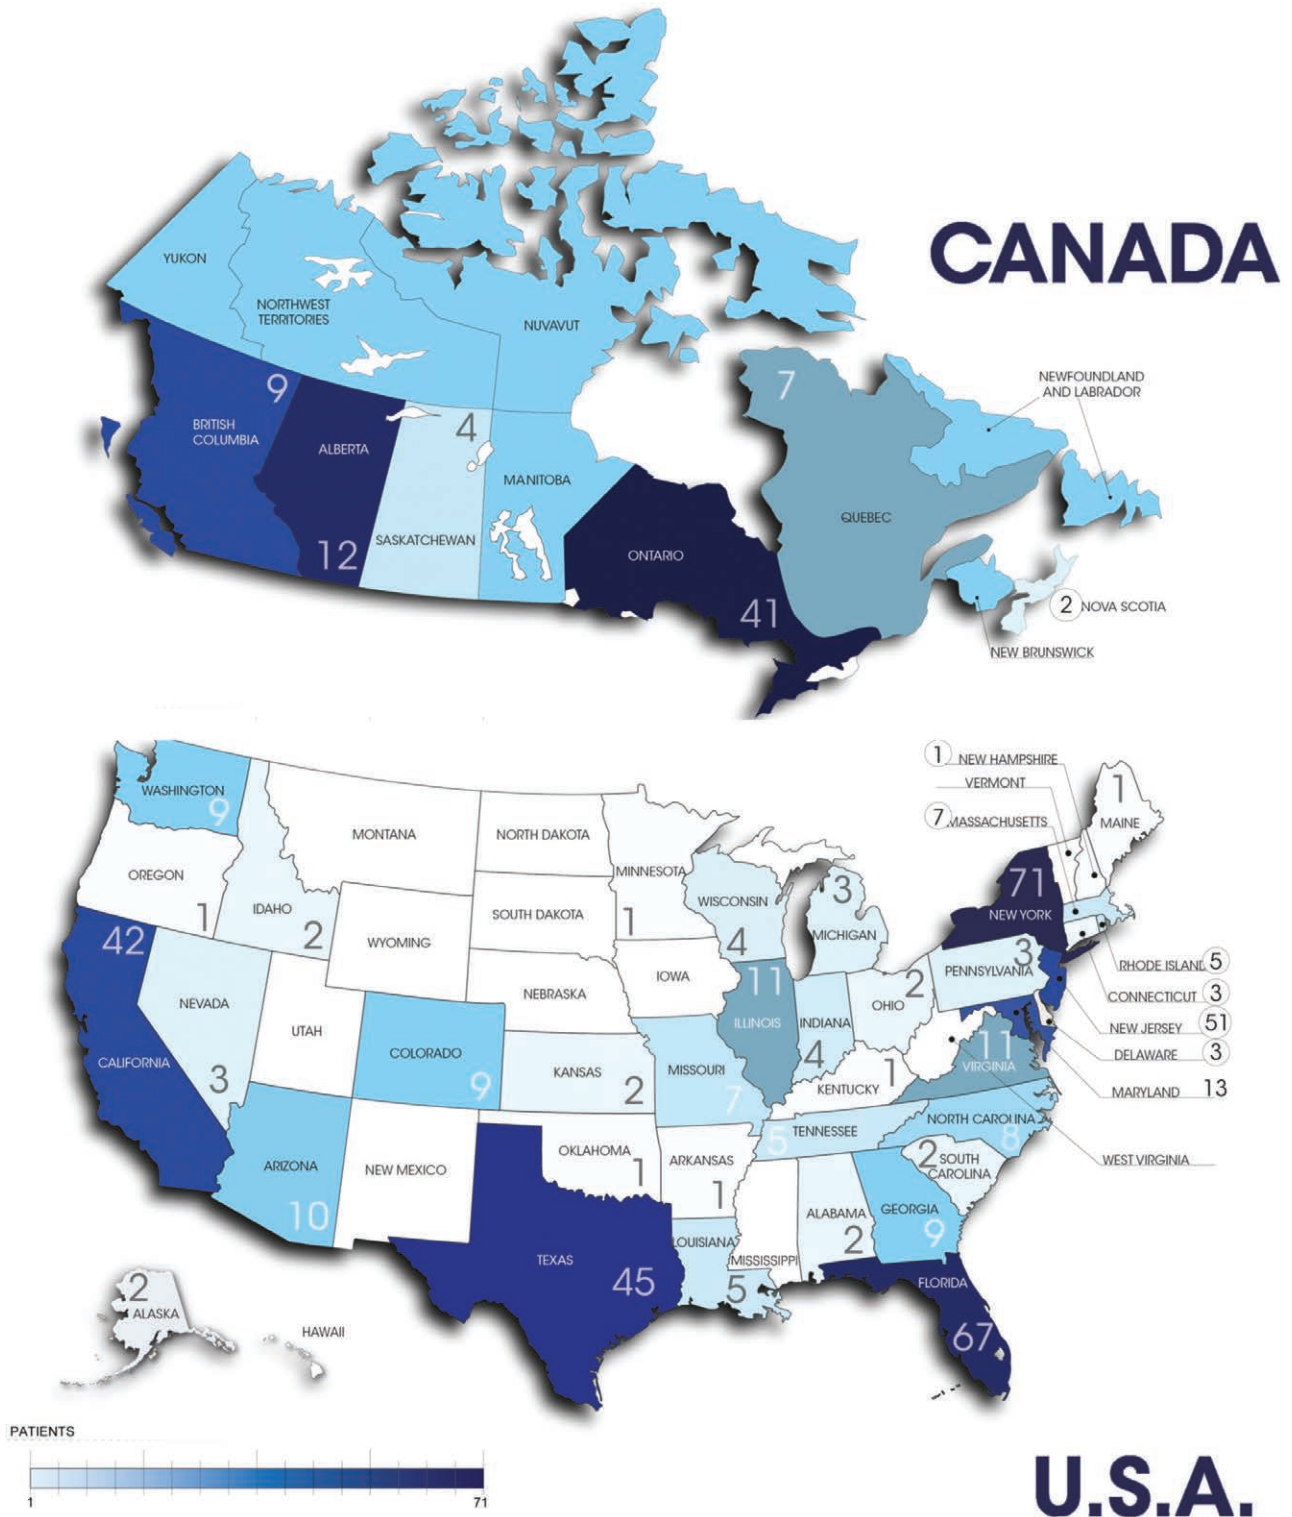 CANADA
YUKON
NORTHWEST
TERRITORIES
NUVAVUT
7
NEWFOUNDLAND
AND LABRADOR
9
BRITISH
COLUMBIA
ALBERTA
4
MANITOBA
QUEBEC
SASKATCHEWAN
12
ONTARIO
41
2 NOVA SCOTIA
NEW BRUNSWICK
1 NEW HAMPSHIRE
VERMONT
7 MASSACHUSETTS
1
MAINE
WASHINGTON
9
MONTANA
NORTH DAKOTA
MINNESOTA
1
OREGON
1
IDAHO
2
SOUTH DAKOTA
WISCONSIN
4
3
MICHIGAN
71
NEW YORK
WYOMING
42
CALIFORNIA
NEVADA
3
UTAH
NEBRASKA
IOWA
11
ILLINOIS
INDIANA
4
OHIO 2
3
PENNSYLVANIA
RHODE ISLAND 5
CONNECTICUT 3
NEW JERSEY 51
DELAWARE 3
MARYLAND 13
WEST VIRGINIA
COLORADO
9
KANSAS
2
MISSOURI
7
KENTUCKY
1
11
VIRGINIA
ARIZONA
10
NEW MEXICO
OKLAHOMA
1
ARKANSAS
1
5 TENNESSEE
NORTH CAROLINA
8
2 SOUTH
CAROLINA
TEXAS
45
LOUISIANA
5
MISSISSIPPI
ALABAMA
2
GEORGIA
9
FLORIDA
67
2
ALASKA
HAWAII
PATIENTS
1 71
U.S.A.